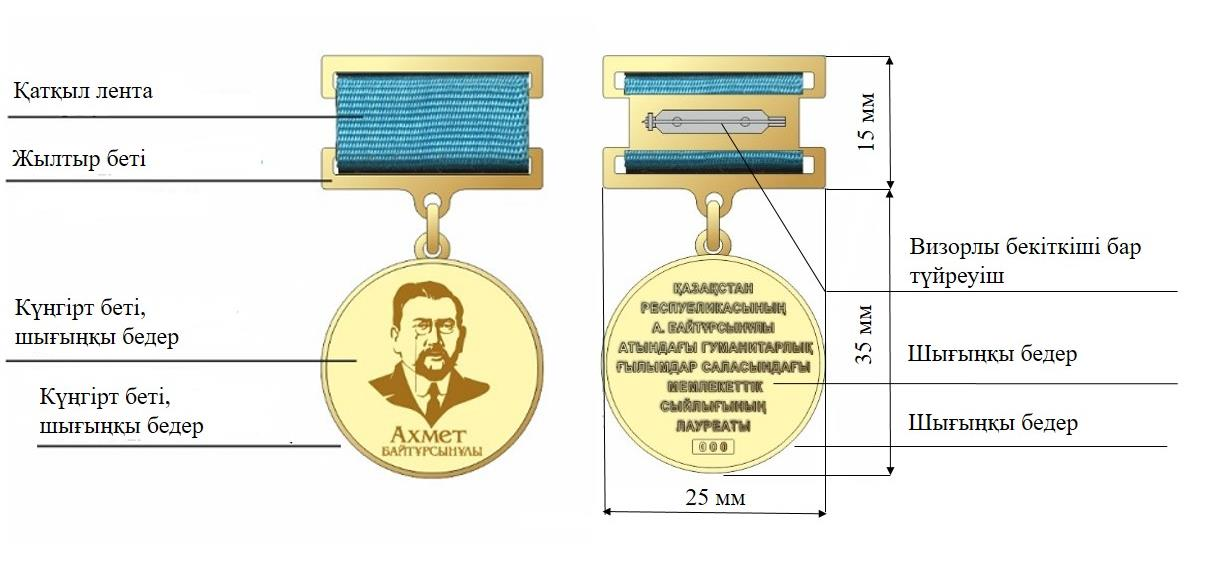 Қатқыл лента
Жылтыр беті
Күңгірт беті,
шығыңқы бедер
Күңгірт беті,
шығыңқы бедер
Ахмет
БАЙТҰРСЫНҰЛЫ
ҚАЗАҚСТАН
РЕСПУБЛИКАСЫНЫҢ
А. БАЙТҰРСЫНҰЛЫ
АТЫНДАҒЫ ГУМАНИТАРЛЫҚ
ҒЫЛЫМДАР САЛАСЫНДАҒЫ
МЕМЛЕКЕТТІК
СЫЙЛЫҒЫНЫҢ
ЛАУРЕАТЫ
000
15 мм
35 мм
25 мм
Визорлы бекіткіші бар
түйреуіш
Шығыңқы бедер
Шығыңқы бедер